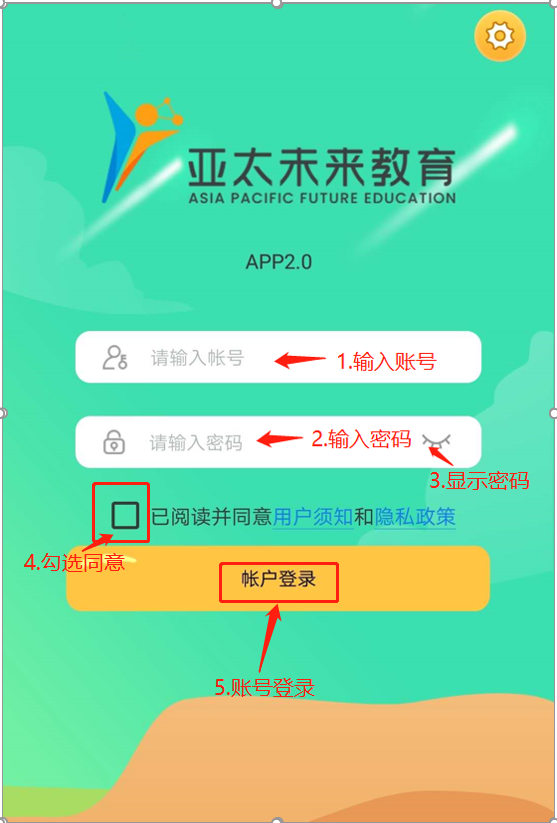 亚太未来教育
ASIA PACIFIC FUTURE EDUCATION
APP2.0
请输入帐号
1.输入账号
请输入密码
2.输入密码
3.显示密码
已阅读并同意用户须知和隐私政策
4.勾选同意
帐户登录
5.账号登录